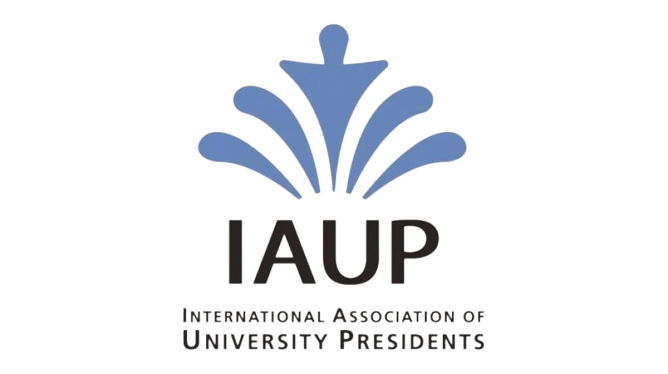 IAUP
INTERNATIONAL ASSOCIATION OF
UNIVERSITY PRESIDENTS